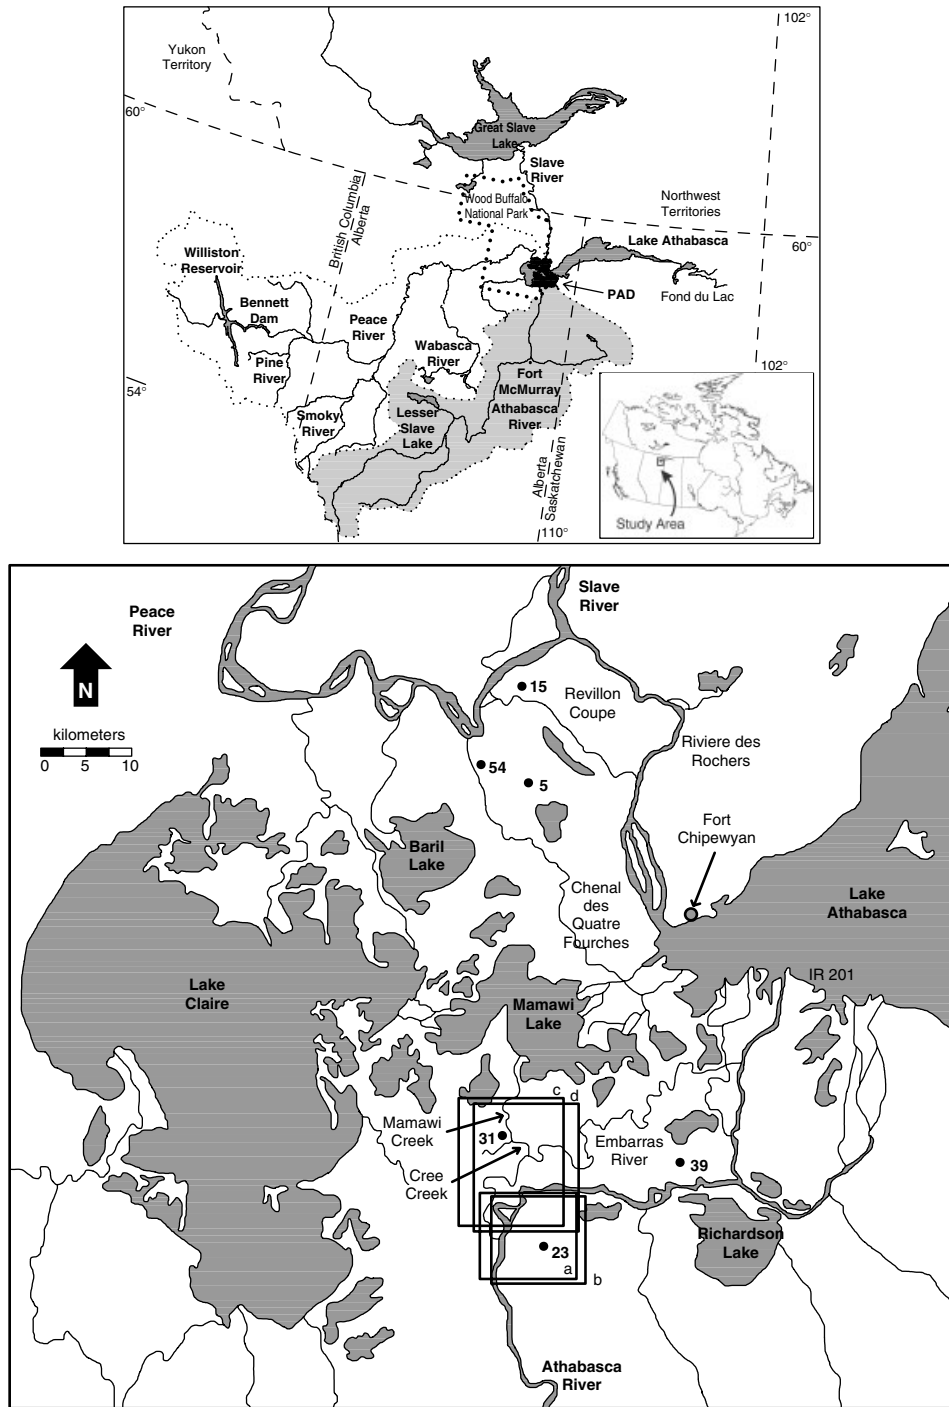 102°
Yukon
Territory
60°
Great Slave
Lake
Slave
River
Wood Buffalo
National Park
Northwest
Territories
British Columbia
Alberta
60°
Lake Athabasca
Williston
Reservoir
Bennett
Dam
PAD
Fond du Lac
Peace
River
Wabasca
River
Pine
River
102°
54°
Fort
McMurray
Smoky
River
Lesser
Slave
Lake
Athabasca
River
Alberta
Saskatchewan
Study Area
110°
Peace
River
Slave
River
N
15
Revillon
Coupe
kilometers
0 5 10
Riviere des
Rochers
54
5
Fort
Chipewyan
Baril
Lake
Chenal
des
Quatre
Fourches
Lake
Athabasca
IR 201
Lake
Claire
Mamawi
Lake
c d
Mamawi
Creek
31
Embarras
River
39
Cree
Creek
Richardson
Lake
23
a
b
Athabasca
River